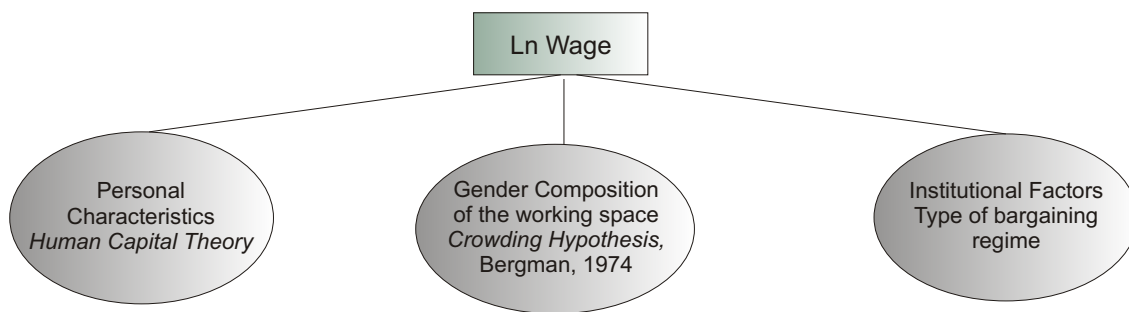 Ln Wage
Personal
Characteristics
Human Capital Theory
Gender Composition
of the working space
Crowding Hypothesis,
Bergman, 1974
Institutional Factors
Type of bargaining
regime